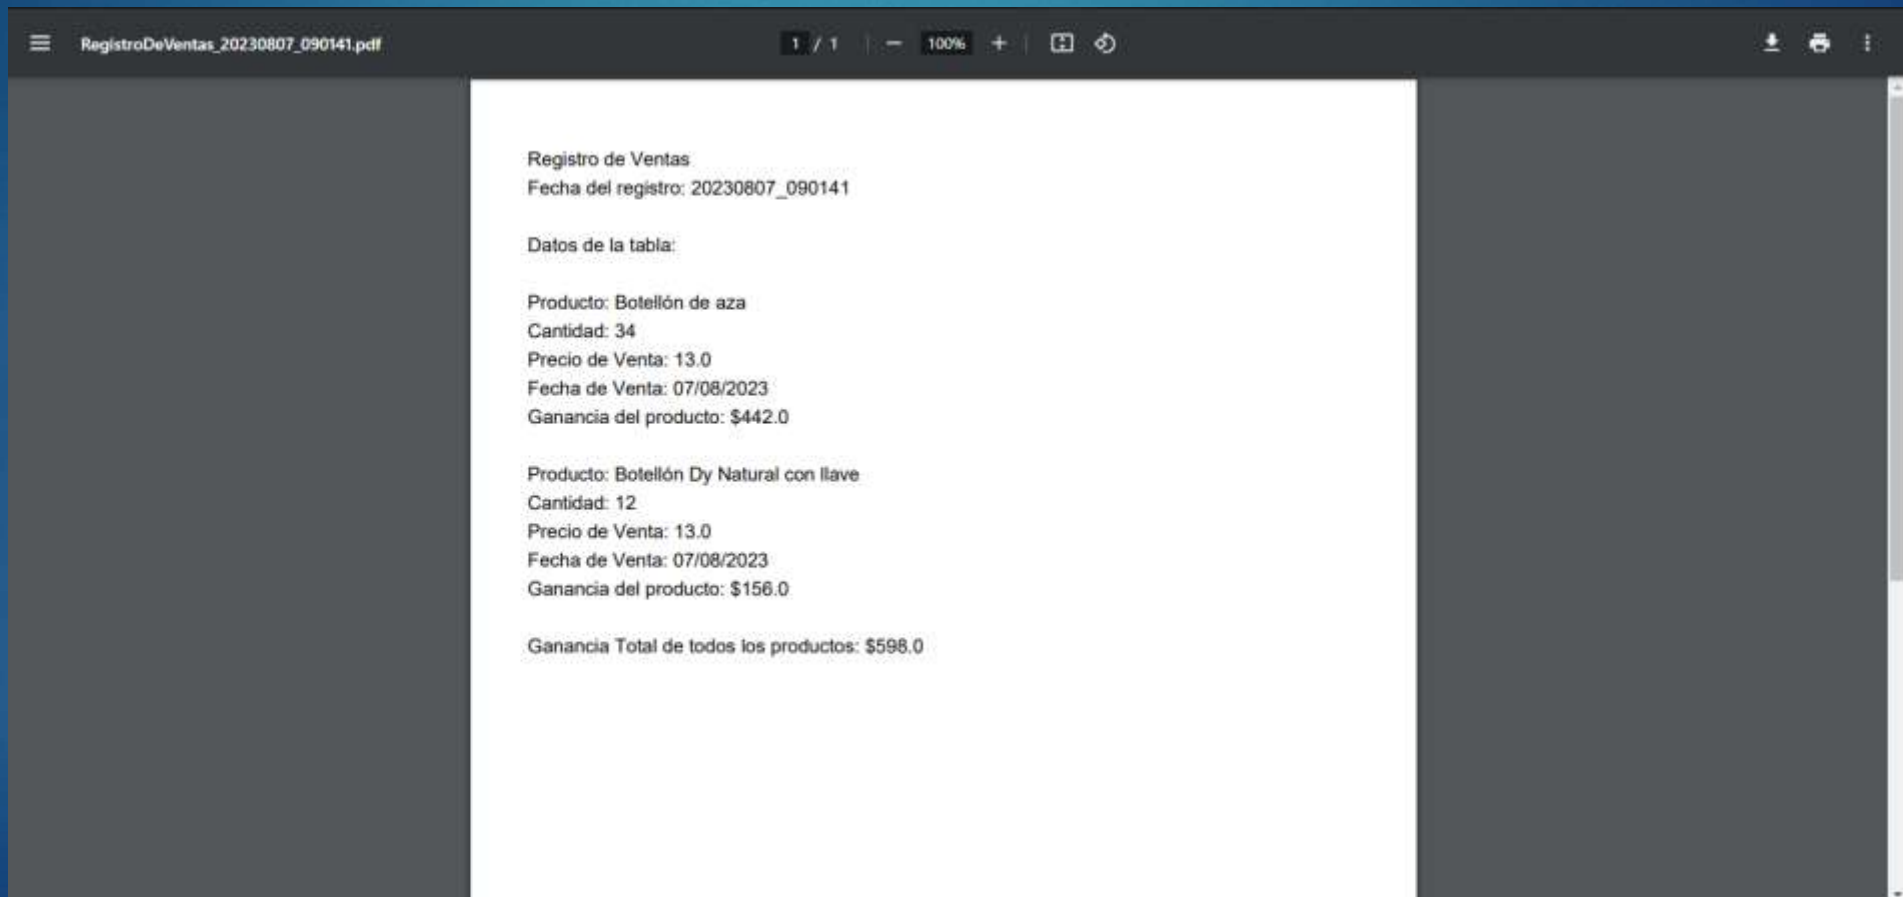 RegistroDeVentas_20230807_090141.pdf
1 / 1
100%
Registro de Ventas
Fecha del registro: 20230807_090141
Datos de la tabla:
Producto: Botellón de aza
Cantidad: 34
Precio de Venta: 13.0
Fecha de Venta: 07/08/2023
Ganancia del producto: $442.0
Producto: Botellón Dy Natural con llave
Cantidad: 12
Precio de Venta: 13.0
Fecha de Venta: 07/08/2023
Ganancia del producto: $156.0
Ganancia Total de todos los productos: $598.0